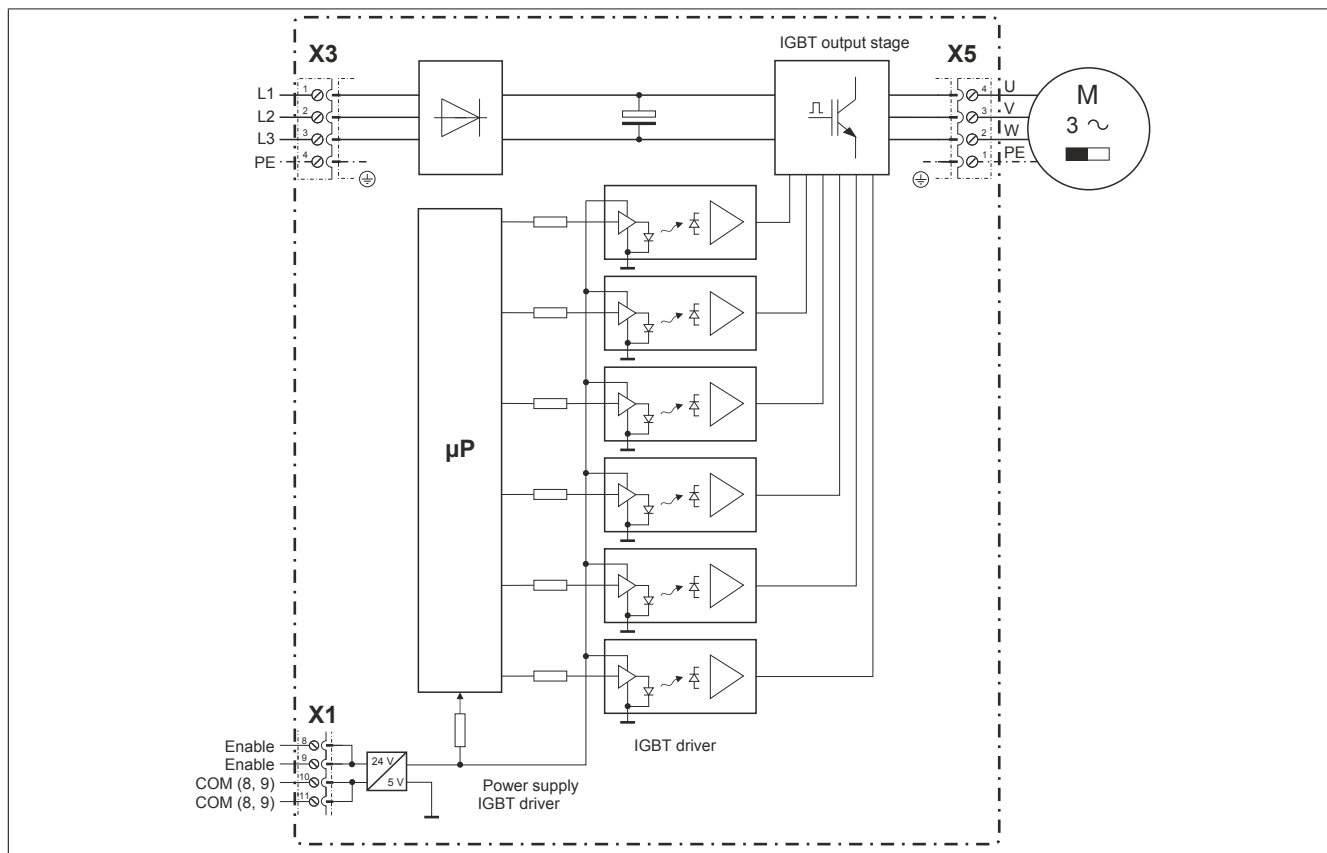 IGBT output stage
X3
X5
L1
1
4
U
L2
2
3
V
L3
3
2
W
PE
4
1
PE
M
3 ~
µP
X1
Enable
8
Enable
9
COM (8, 9)
10
COM (8, 9)
11
24 V
5 V
Power supply
IGBT driver
IGBT driver